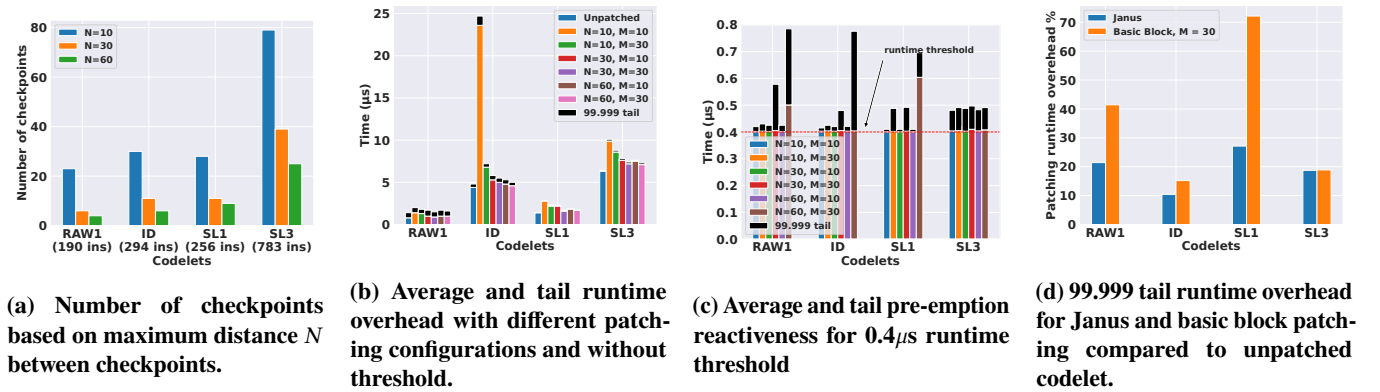 Number of checkpoints
80
60
40
20
0
N=10
N=30
N=60
RAW1 ID SL1 SL3
(190 ins) (294 ins) (256 ins) (783 ins)
Codelets
(a) Number of checkpoints
based on maximum distance N
between checkpoints.
Time (µs)
25
20
15
10
5
0
Unpatched
N=10, M=10
N=10, M=30
N=30, M=10
N=30, M=30
N=60, M=10
N=60, M=30
99.999 tail
RAW1 ID SL1 SL3
Codelets
(b) Average and tail runtime
overhead with different patch-
ing configurations and without
threshold.
Time (µs)
0.8
0.7
0.6
0.5
0.4
0.3
0.2
0.1
0.0
runtime threshold
N=10, M=10
N=10, M=30
N=30, M=10
N=30, M=30
N=60, M=10
N=60, M=30
99.999 tail
RAW1 ID SL1 SL3
Codelets
(c) Average and tail pre-emption
reactiveness for 0.4µs runtime
threshold
Patching runtime overehead %
70
60
50
40
30
20
10
0
Janus
Basic Block, M = 30
RAW1 ID SL1 SL3
Codelets
(d) 99.999 tail runtime overhead
for Janus and basic block patch-
ing compared to unpatched
codelet.